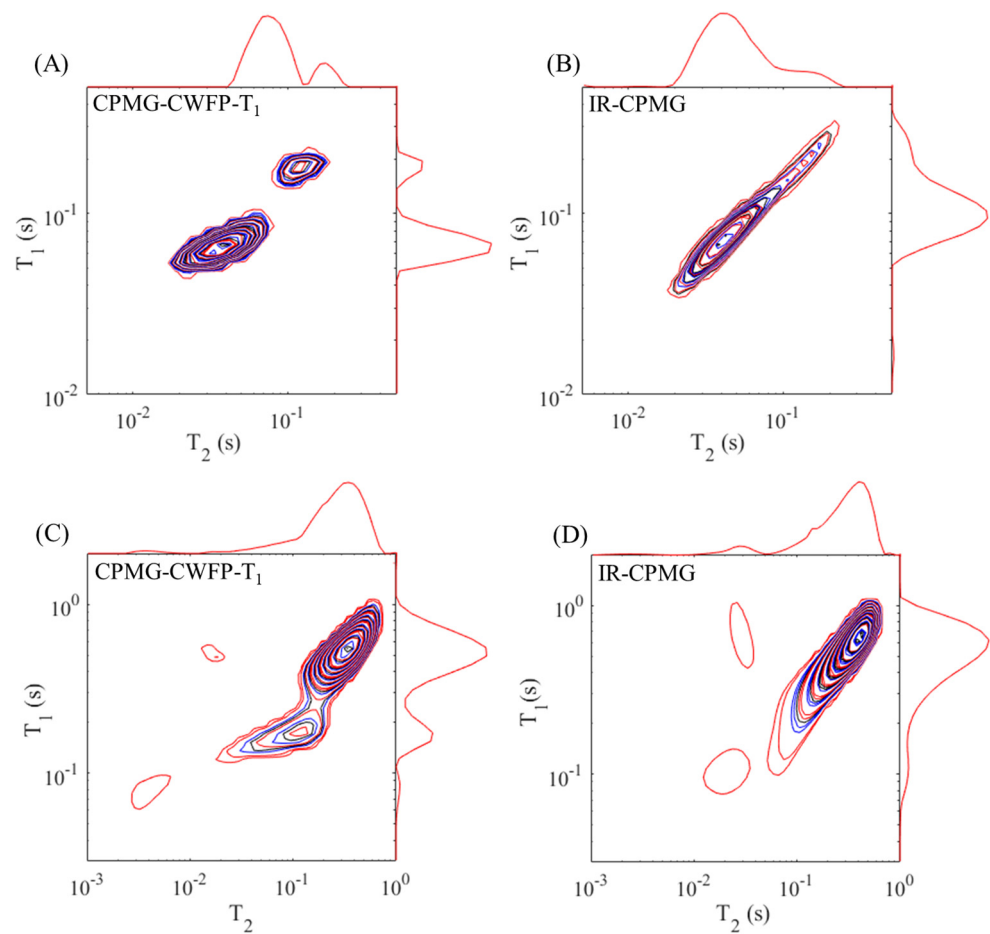 (A)
CPMG-CWFP-T₁
T₁ (s)
10⁻¹
10⁻²
10⁻²
10⁻¹
T₂ (s)
(B)
IR-CPMG
T₁ (s)
10⁻¹
10⁻²
10⁻²
10⁻¹
T₂ (s)
(C)
CPMG-CWFP-T₁
T₁ (s)
10⁰
10⁻¹
10⁻³
10⁻²
10⁻¹
10⁰
T₂
(D)
IR-CPMG
T₁(s)
10⁰
10⁻¹
10⁻³
10⁻²
10⁻¹
10⁰
T₂ (s)